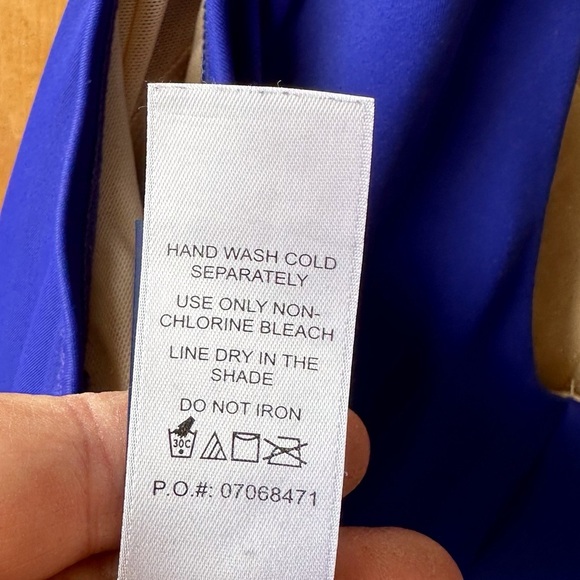 HAND WASH COLD
SEPARATELY
USE ONLY NON-
CHLORINE BLEACH
LINE DRY IN THE
SHADE
DO NOT IRON
30C
P.O.#: 07068471